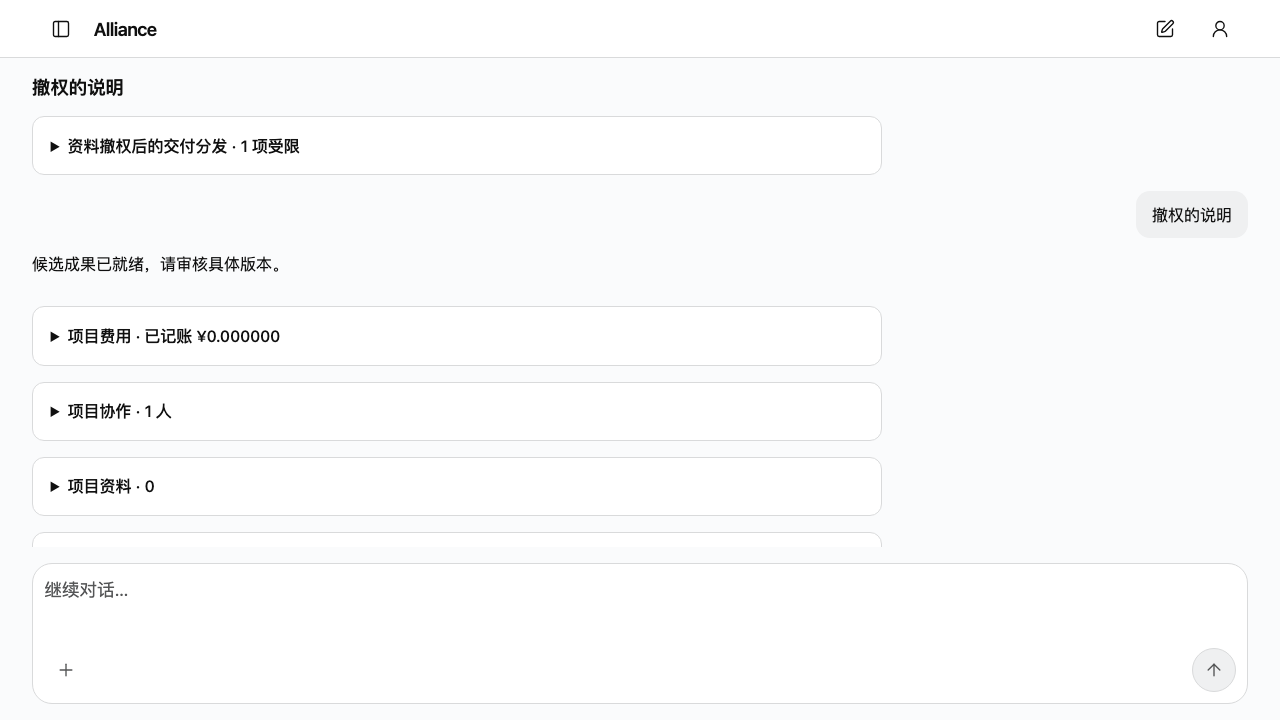 Alliance
撤权的说明
资料撤权后的交付分发 · 1 项受限
撤权的说明
候选成果已就绪，请审核具体版本。
项目费用 · 已记账 ¥0.000000
项目协作 · 1 人
项目资料 · 0
继续对话...